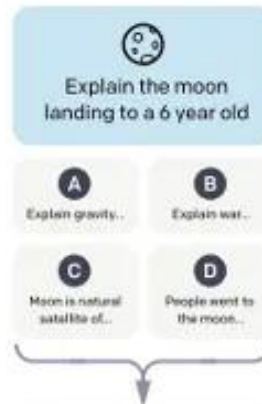 Explain the moon
landing to a 6 year old
A
B
Explain gravity...
Explain war...
C
D
Moon is natural
satellite of...
People went to
the moon...